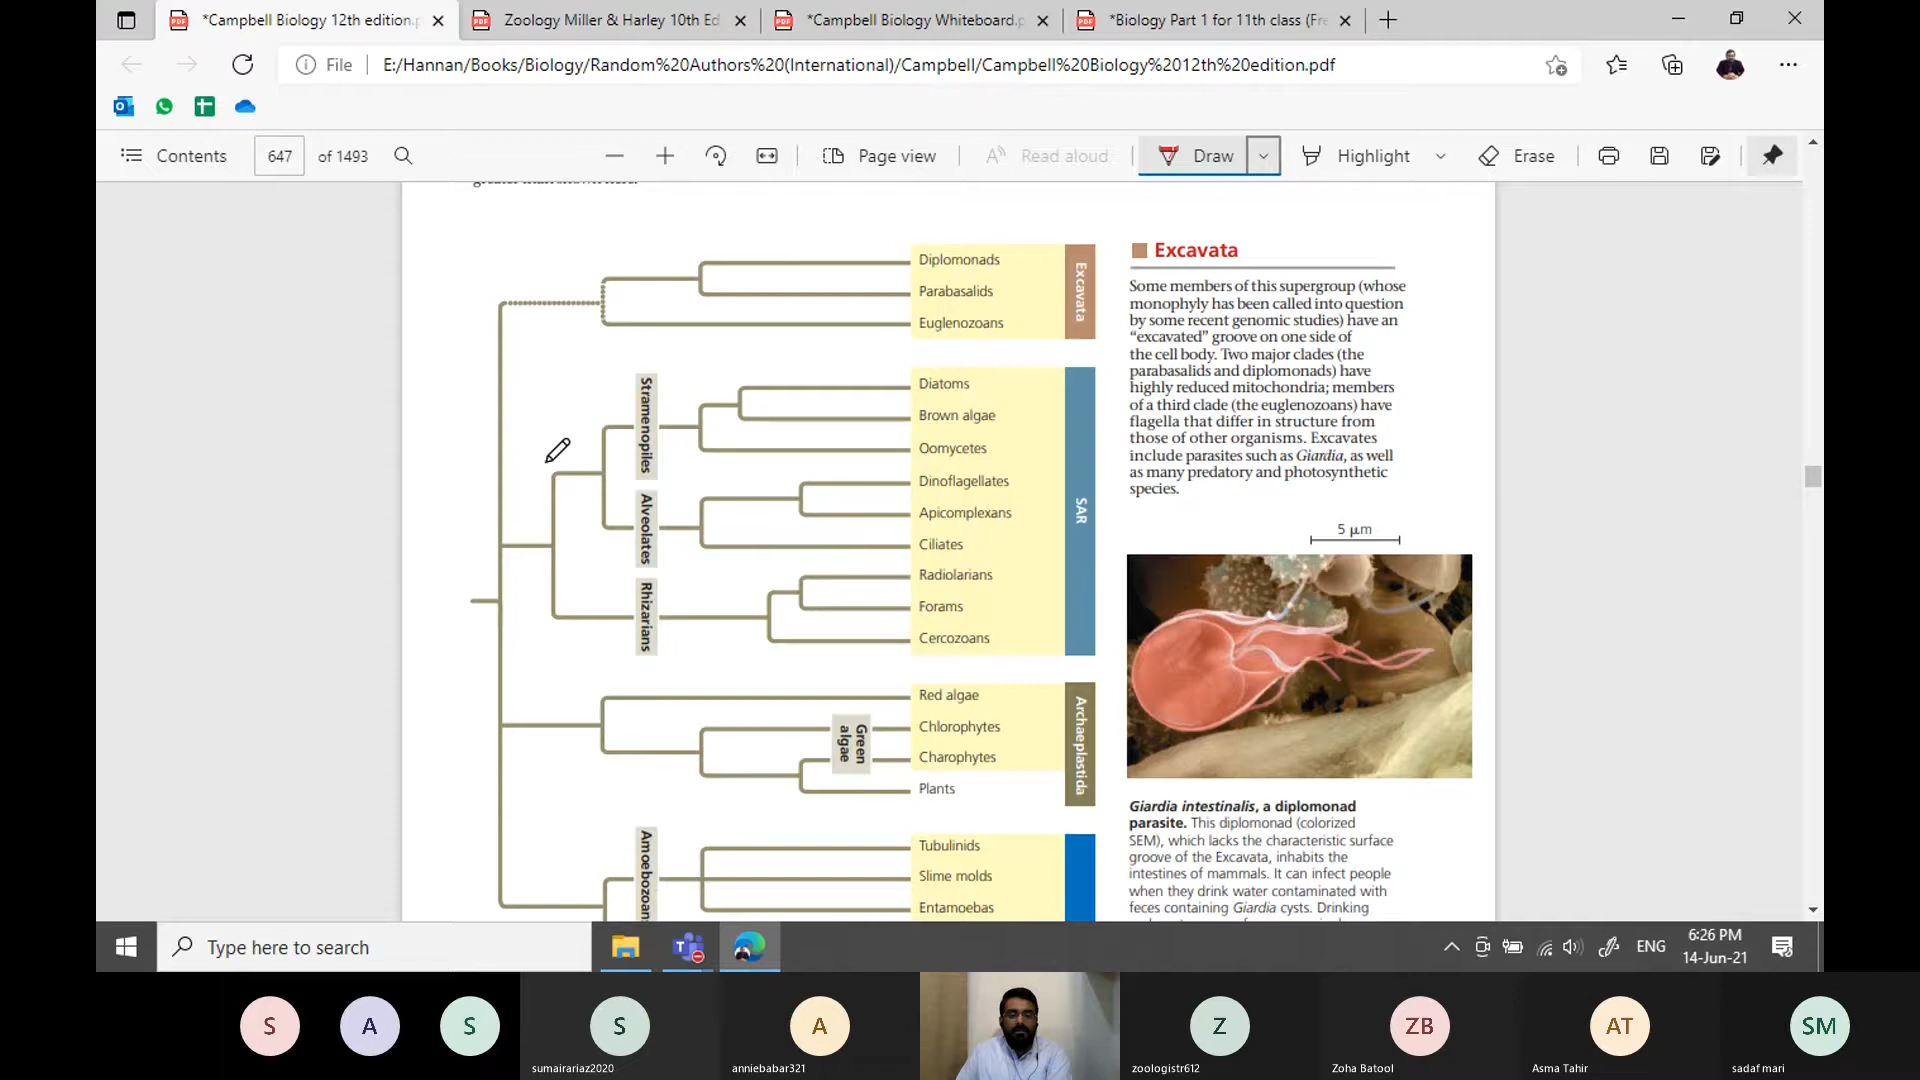 *Campbell Biology 12th edition.p
Zoology Miller & Harley 10th Ed
*Campbell Biology Whiteboard.p
*Biology Part 1 for 11th class (Fre
File
E:/Hannan/Books/Biology/Random%20Authors%20(International)/Campbell/Campbell%20Biology%2012th%20edition.pdf
Contents
647
of 1493
Page view
Read aloud
Draw
Highlight
Erase
Diplomonads
Parabasalids
Euglenozoans
Excavata
Stramenopiles
Diatoms
Brown algae
Oomycetes
Alveolates
Dinoflagellates
Apicomplexans
Ciliates
Rhizarians
Radiolarians
Forams
Cercozoans
SAR
Red algae
Green
algae
Chlorophytes
Charophytes
Plants
Archaeplastida
Amoebozoan
Tubulinids
Slime molds
Entamoebas
Excavata
Some members of this supergroup (whose
monophyly has been called into question
by some recent genomic studies) have an
“excavated” groove on one side of
the cell body. Two major clades (the
parabasalids and diplomonads) have
highly reduced mitochondria; members
of a third clade (the euglenozoans) have
flagella that differ in structure from
those of other organisms. Excavates
include parasites such as Giardia, as well
as many predatory and photosynthetic
species.
5 μm
Giardia intestinalis, a diplomonad
parasite. This diplomonad (colorized
SEM), which lacks the characteristic surface
groove of the Excavata, inhabits the
intestines of mammals. It can infect people
when they drink water contaminated with
feces containing Giardia cysts. Drinking
Type here to search
ENG
6:26 PM
14-Jun-21
S
A
S
S
sumairariaz2020
A
anniebabar321
Z
zoologistr612
ZB
Zoha Batool
AT
Asma Tahir
SM
sadaf mari